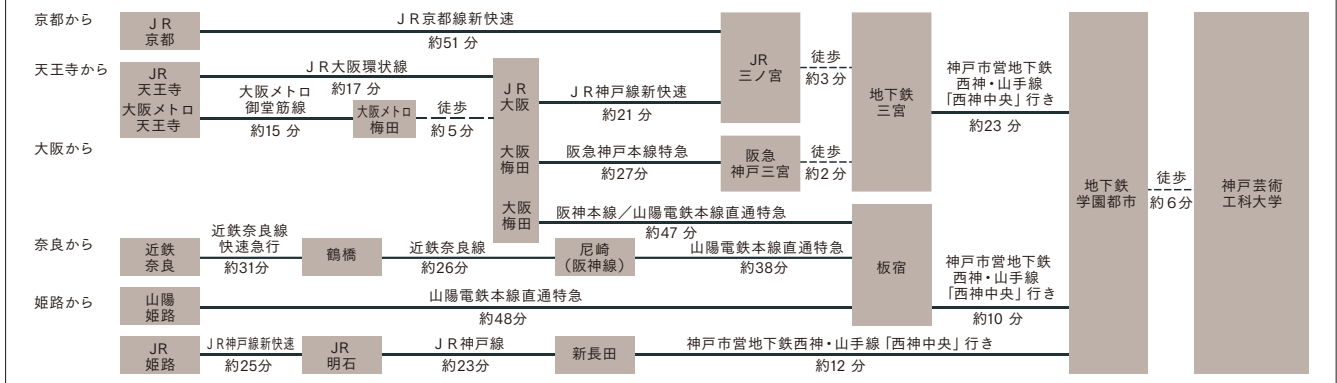 京都から
JR
京都
JR京都線新快速
約51分
JR
三ノ宮
徒歩
約3分
天王寺から
JR
天王寺
JR大阪環状線
約17分
大阪メトロ
天王寺
大阪メトロ
御堂筋線
約15分
大阪メトロ
梅田
徒歩
約5分
JR
大阪
JR神戸線新快速
約21分
地下鉄
三宮
神戸市営地下鉄
西神・山手線
「西神中央」行き
約23分
大阪から
大阪
梅田
阪急神戸本線特急
約27分
阪急
神戸三宮
徒歩
約2分
大阪
梅田
阪神本線/山陽電鉄本線直通特急
約47分
地下鉄
学園都市
徒歩
約6分
神戸芸術
工科大学
奈良から
近鉄
奈良
近鉄奈良線
快速急行
約31分
鶴橋
近鉄奈良線
約26分
尼崎
(阪神線)
山陽電鉄本線直通特急
約38分
板宿
神戸市営地下鉄
西神・山手線
「西神中央」行き
約10分
姫路から
山陽
姫路
山陽電鉄本線直通特急
約48分
JR
姫路
JR神戸線新快速
約25分
JR
明石
JR神戸線
約23分
新長田
神戸市営地下鉄西神・山手線「西神中央」行き
約12分